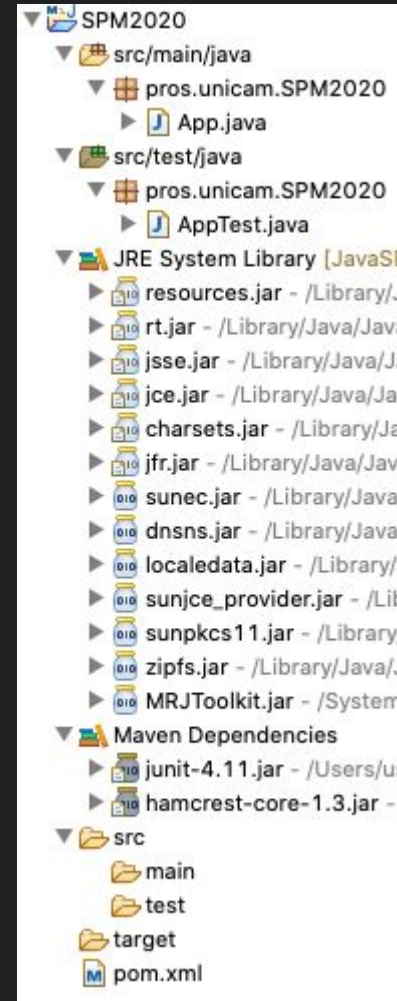 SPM2020
src/main/java
pros.unicam.SPM2020
App.java
src/test/java
pros.unicam.SPM2020
AppTest.java
JRE System Library [JavaSE
resources.jar - /Library/J
rt.jar - /Library/Java/Java
jsse.jar - /Library/Java/Ja
jce.jar - /Library/Java/Ja
charsets.jar - /Library/Ja
jfr.jar - /Library/Java/Jav
sunec.jar - /Library/Java
dnsns.jar - /Library/Java
localedata.jar - /Library/
sunjce_provider.jar - /Lib
sunpkcs11.jar - /Library
zipfs.jar - /Library/Java/J
MRJToolkit.jar - /System
Maven Dependencies
junit-4.11.jar - /Users/us
hamcrest-core-1.3.jar -
src
main
test
target
pom.xml